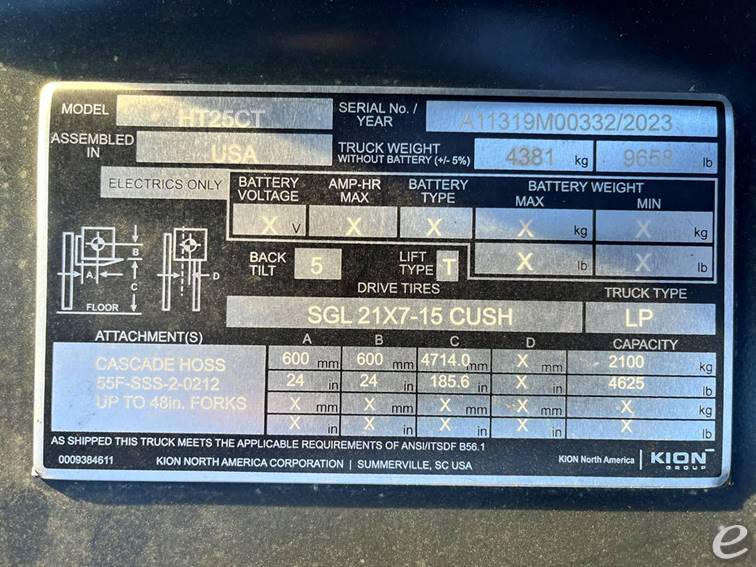 MODEL HT25CT SERIAL No. / YEAR A11319M00332/2023
ASSEMBLED IN USA TRUCK WEIGHT WITHOUT BATTERY (+/- 5%) 4381 kg 9658 lb
ELECTRICS ONLY BATTERY VOLTAGE AMP-HR MAX BATTERY TYPE BATTERY WEIGHT
MAX MIN
X V X X X kg X kg
BACK TILT 5 LIFT TYPE T X lb X lb
A B C D
FLOOR
DRIVE TIRES TRUCK TYPE
SGL 21X7-15 CUSH LP
ATTACHMENT(S) A B C D CAPACITY
CASCADE HOSS 600 mm 600 mm 4714.0 mm X mm 2100 kg
55F-SSS-2-0212 24 in 24 in 185.6 in X in 4625 lb
UP TO 48in. FORKS X mm X mm X mm X mm X kg
X in X in X in X in X lb
AS SHIPPED THIS TRUCK MEETS THE APPLICABLE REQUIREMENTS OF ANSI/ITSDF B56.1
0009384611 KION NORTH AMERICA CORPORATION | SUMMERVILLE, SC USA KION North America | KION GROUP
e